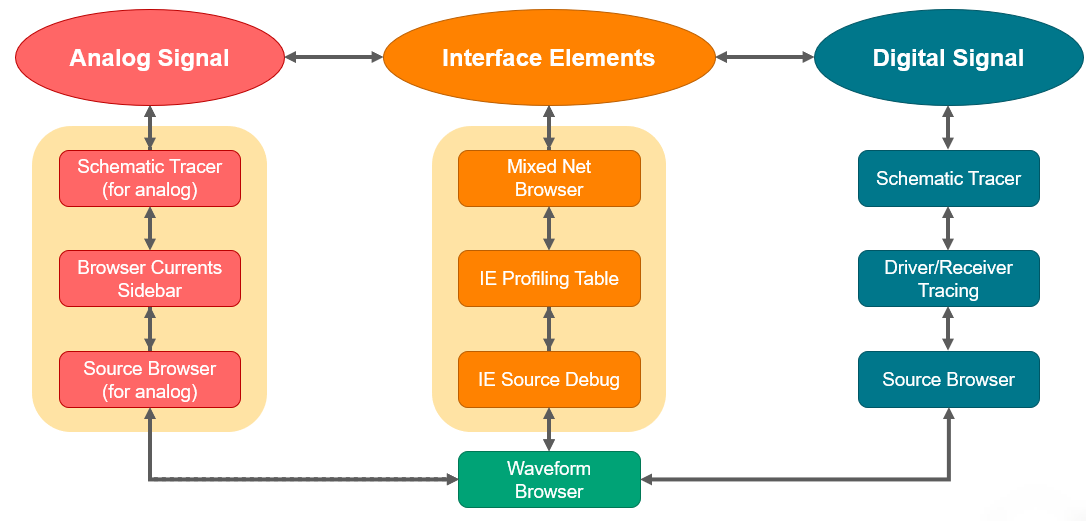 Analog Signal
Interface Elements
Digital Signal
Schematic Tracer
(for analog)
Browser Currents
Sidebar
Source Browser
(for analog)
Mixed Net
Browser
IE Profiling Table
IE Source Debug
Schematic Tracer
Driver/Receiver
Tracing
Source Browser
Waveform
Browser